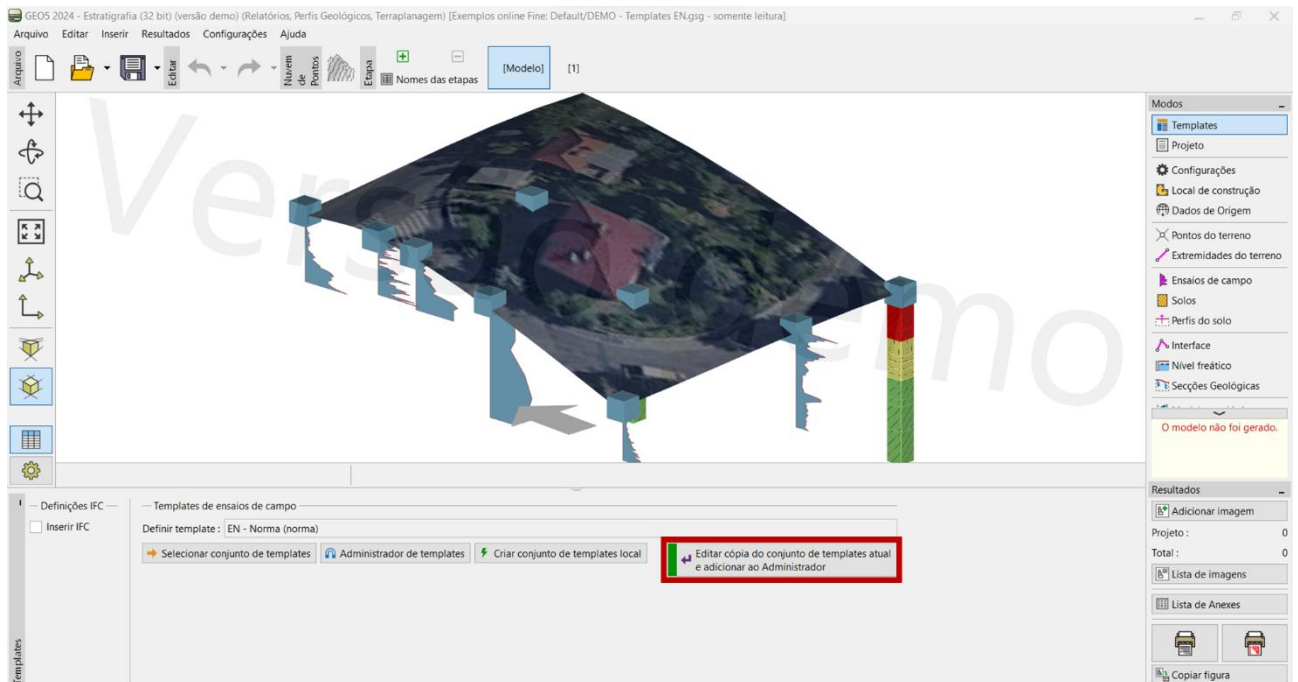 GEO5 2024 - Estratigrafia (32 bit) (versão demo) (Relatórios, Perfis Geológicos, Terraplanagem) [Exemplos online Fine: Default/DEMO - Templates EN.gsg - somente leitura]
Arquivo Editar Inserir Resultados Configurações Ajuda
Arquivo
Editar
Nuvem
de
Pontos
Etapa
Nomes das etapas
[Modelo]
[1]
Versão demo
Modos
Templates
Projeto
Configurações
Local de construção
Dados de Origem
Pontos do terreno
Extremidades do terreno
Ensaios de campo
Solos
Perfis do solo
Interface
Nível freático
Secções Geológicas
O modelo não foi gerado.
Definições IFC
Inserir IFC
Templates de ensaios de campo
Definir template : EN - Norma (norma)
Selecionar conjunto de templates
Administrador de templates
Criar conjunto de templates local
Editar cópia do conjunto de templates atual
e adicionar ao Administrador
Templates
Resultados
Adicionar imagem
Projeto : 0
Total : 0
Lista de imagens
Lista de Anexes
Copiar figura